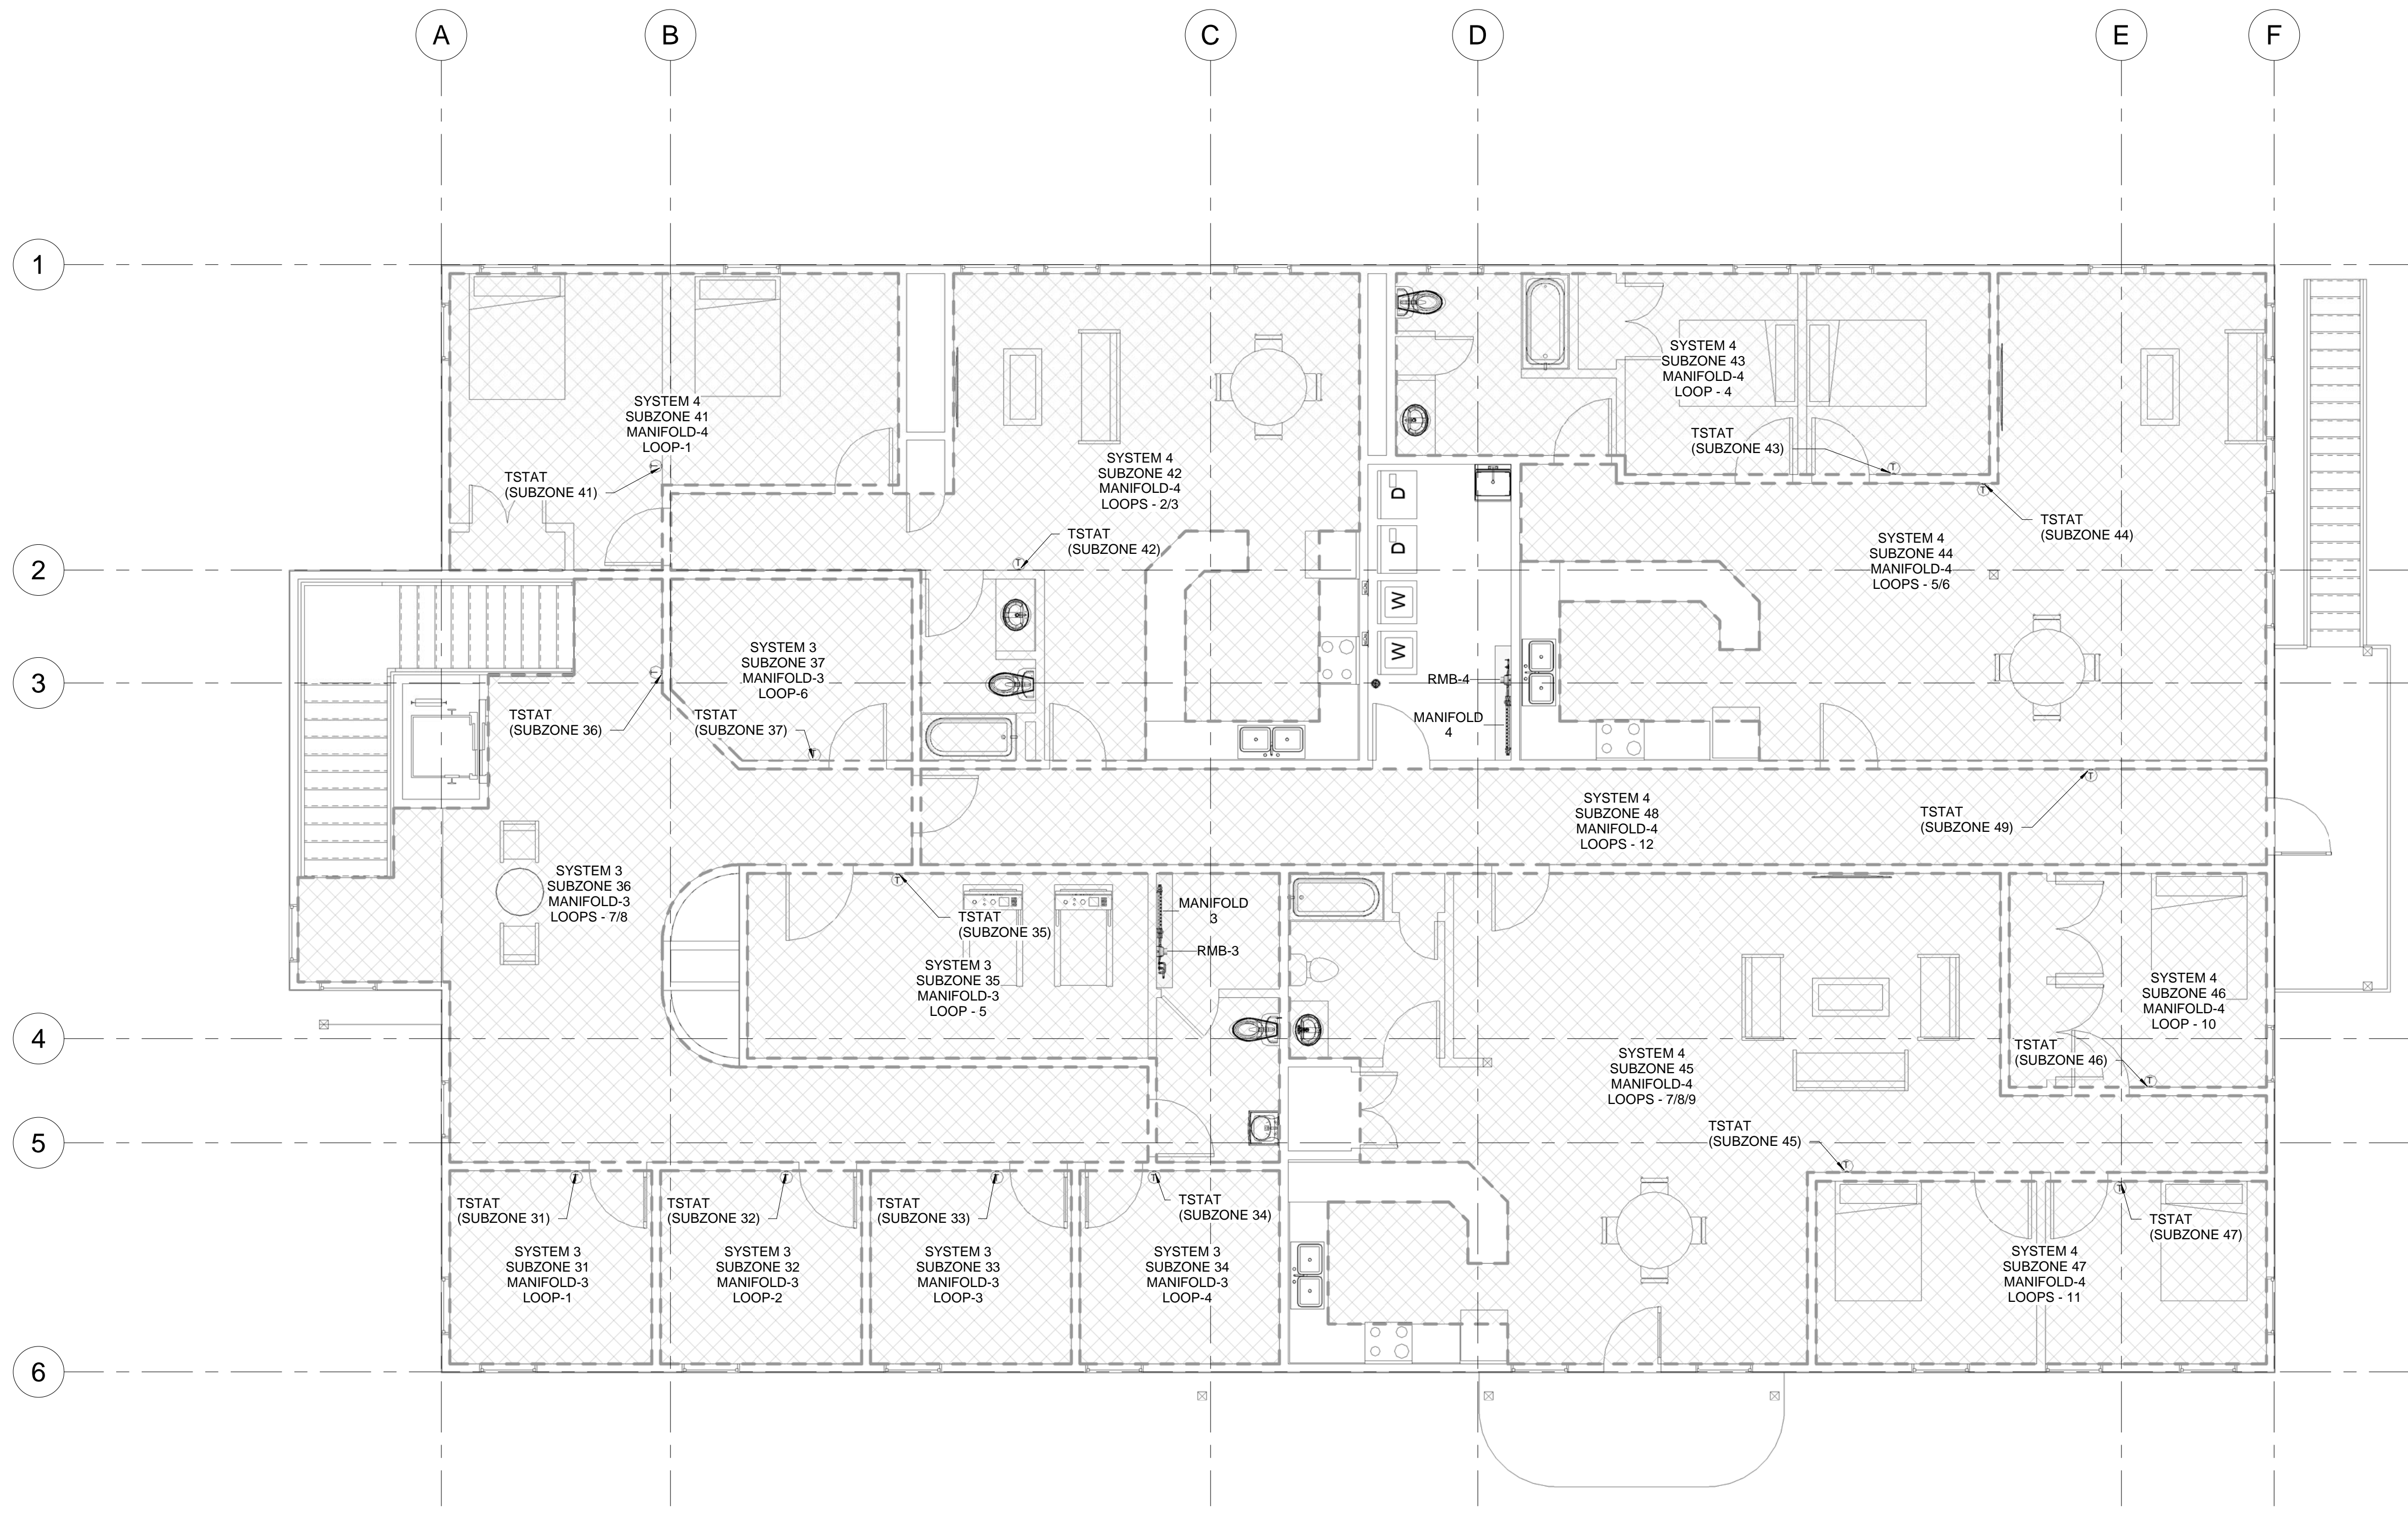 A
B
C
D
E
F
1
2
3
4
5
6
SYSTEM 4
SUBZONE 41
MANIFOLD-4
LOOP-1
TSTAT
(SUBZONE 41)
T
SYSTEM 4
SUBZONE 42
MANIFOLD-4
LOOPS - 2/3
TSTAT
(SUBZONE 42)
T
SYSTEM 4
SUBZONE 43
MANIFOLD-4
LOOP - 4
TSTAT
(SUBZONE 43)
T
TSTAT
(SUBZONE 44)
T
SYSTEM 4
SUBZONE 44
MANIFOLD-4
LOOPS - 5/6
D
D
W
W
RMB-4
MANIFOLD
4
SYSTEM 3
SUBZONE 37
MANIFOLD-3
LOOP-6
TSTAT
(SUBZONE 36)
T
TSTAT
(SUBZONE 37)
T
SYSTEM 4
SUBZONE 48
MANIFOLD-4
LOOPS - 12
TSTAT
(SUBZONE 49)
T
SYSTEM 3
SUBZONE 36
MANIFOLD-3
LOOPS - 7/8
T
TSTAT
(SUBZONE 35)
SYSTEM 3
SUBZONE 35
MANIFOLD-3
LOOP - 5
MANIFOLD
3
RMB-3
SYSTEM 4
SUBZONE 46
MANIFOLD-4
LOOP - 10
TSTAT
(SUBZONE 46)
T
SYSTEM 4
SUBZONE 45
MANIFOLD-4
LOOPS - 7/8/9
TSTAT
(SUBZONE 45)
T
TSTAT
(SUBZONE 31)
T
SYSTEM 3
SUBZONE 31
MANIFOLD-3
LOOP-1
TSTAT
(SUBZONE 32)
T
SYSTEM 3
SUBZONE 32
MANIFOLD-3
LOOP-2
TSTAT
(SUBZONE 33)
T
SYSTEM 3
SUBZONE 33
MANIFOLD-3
LOOP-3
T
TSTAT
(SUBZONE 34)
SYSTEM 3
SUBZONE 34
MANIFOLD-3
LOOP-4
T
TSTAT
(SUBZONE 47)
SYSTEM 4
SUBZONE 47
MANIFOLD-4
LOOPS - 11